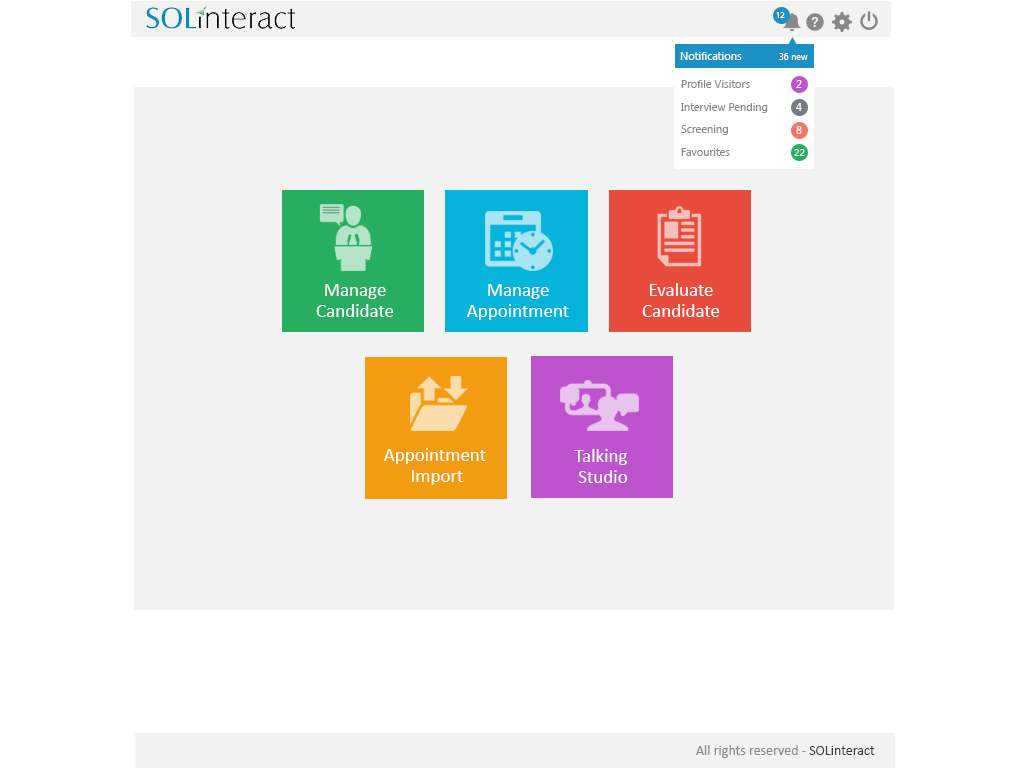 SOLinteract
12
?
Notifications 36 new
Profile Visitors 2
Interview Pending 4
Screening 8
Favourites 22
Manage
Candidate
Manage
Appointment
Evaluate
Candidate
Appointment
Import
Talking
Studio
All rights reserved - SOLinteract